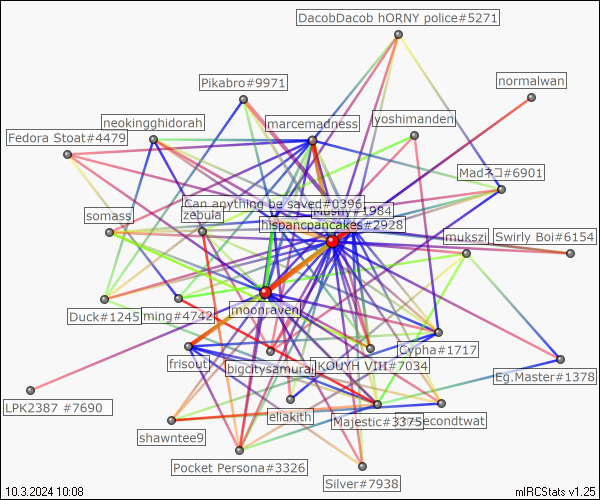 DacobDacob hORNY police#5271
Pikabro#9971
normalwan
neokingghidorah
marcemadness
yoshimanden
Fedora Stoat#4479
Madネコ#6901
Can anything be saved#0396
somass
zebula
#1984
hispancpancakes#2928
mukszi
Swirly Boi#6154
Duck#1245
ming#4742
moonraven
frisout
Cypha#1717
bigcitysamurai
KOUYH VIII#7034
Eg.Master#1378
LPK2387 #7690
eliakith
Majestic#3375
secondtwat
shawntee9
Pocket Persona#3326
Silver#7938
10.3.2024 10:08
mIRCStats v1.25